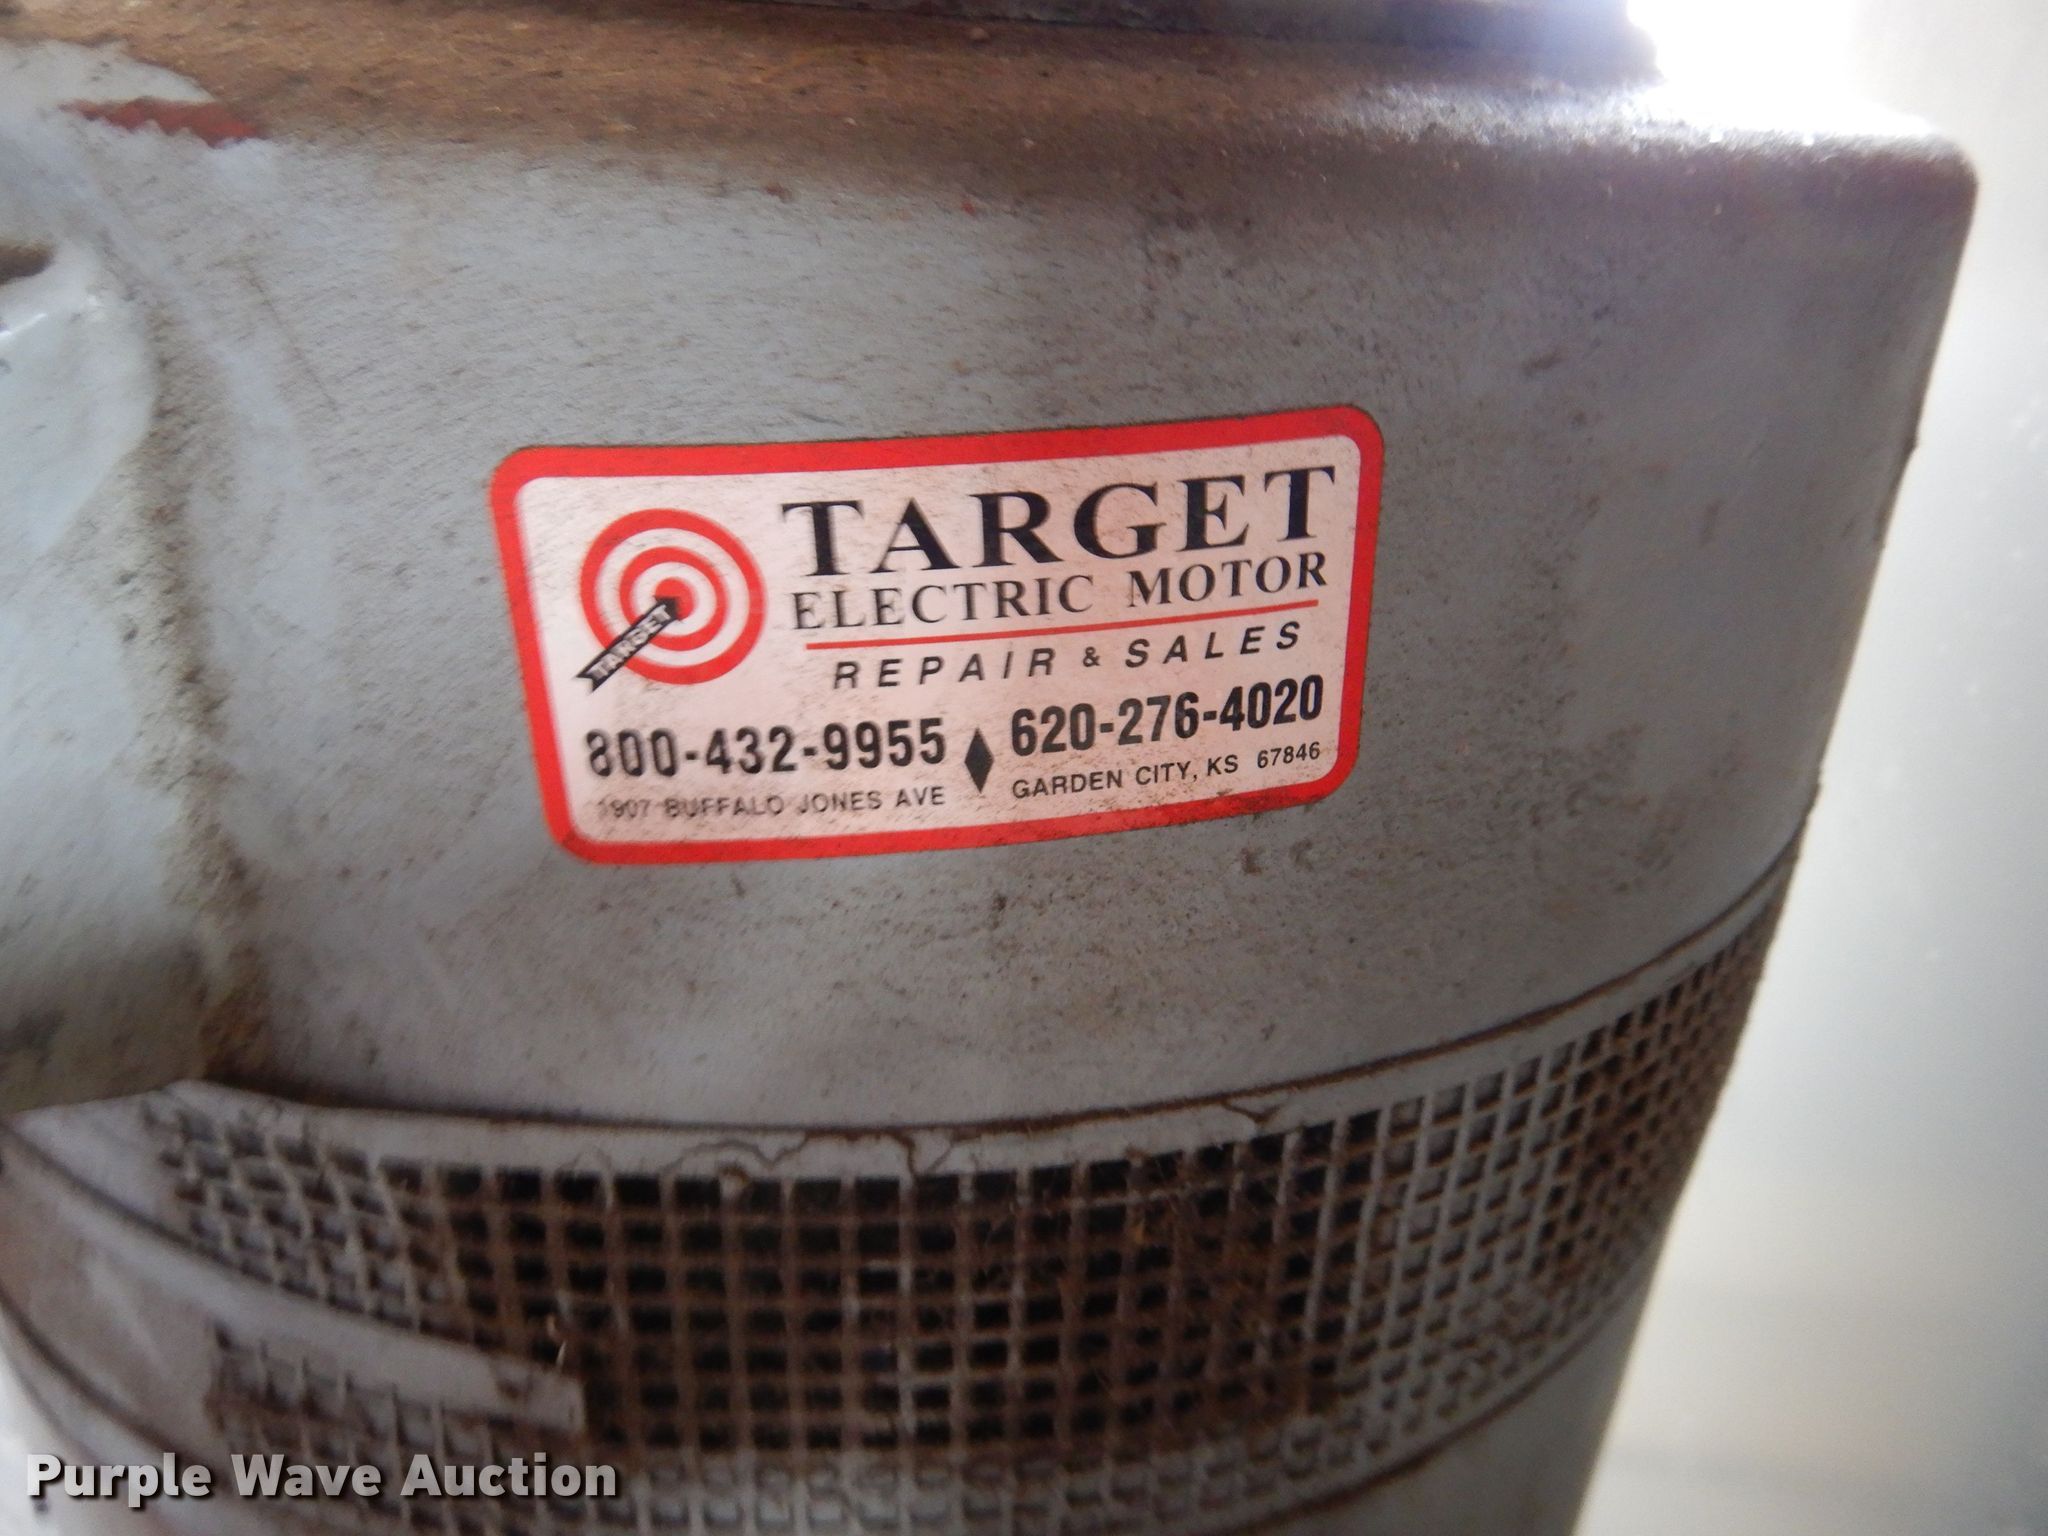 TARGET
ELECTRIC MOTOR
REPAIR & SALES
TARGET
800-432-9955 ♦ 620-276-4020
1907 BUFFALO JONES AVE GARDEN CITY, KS 67846
Purple Wave Auction